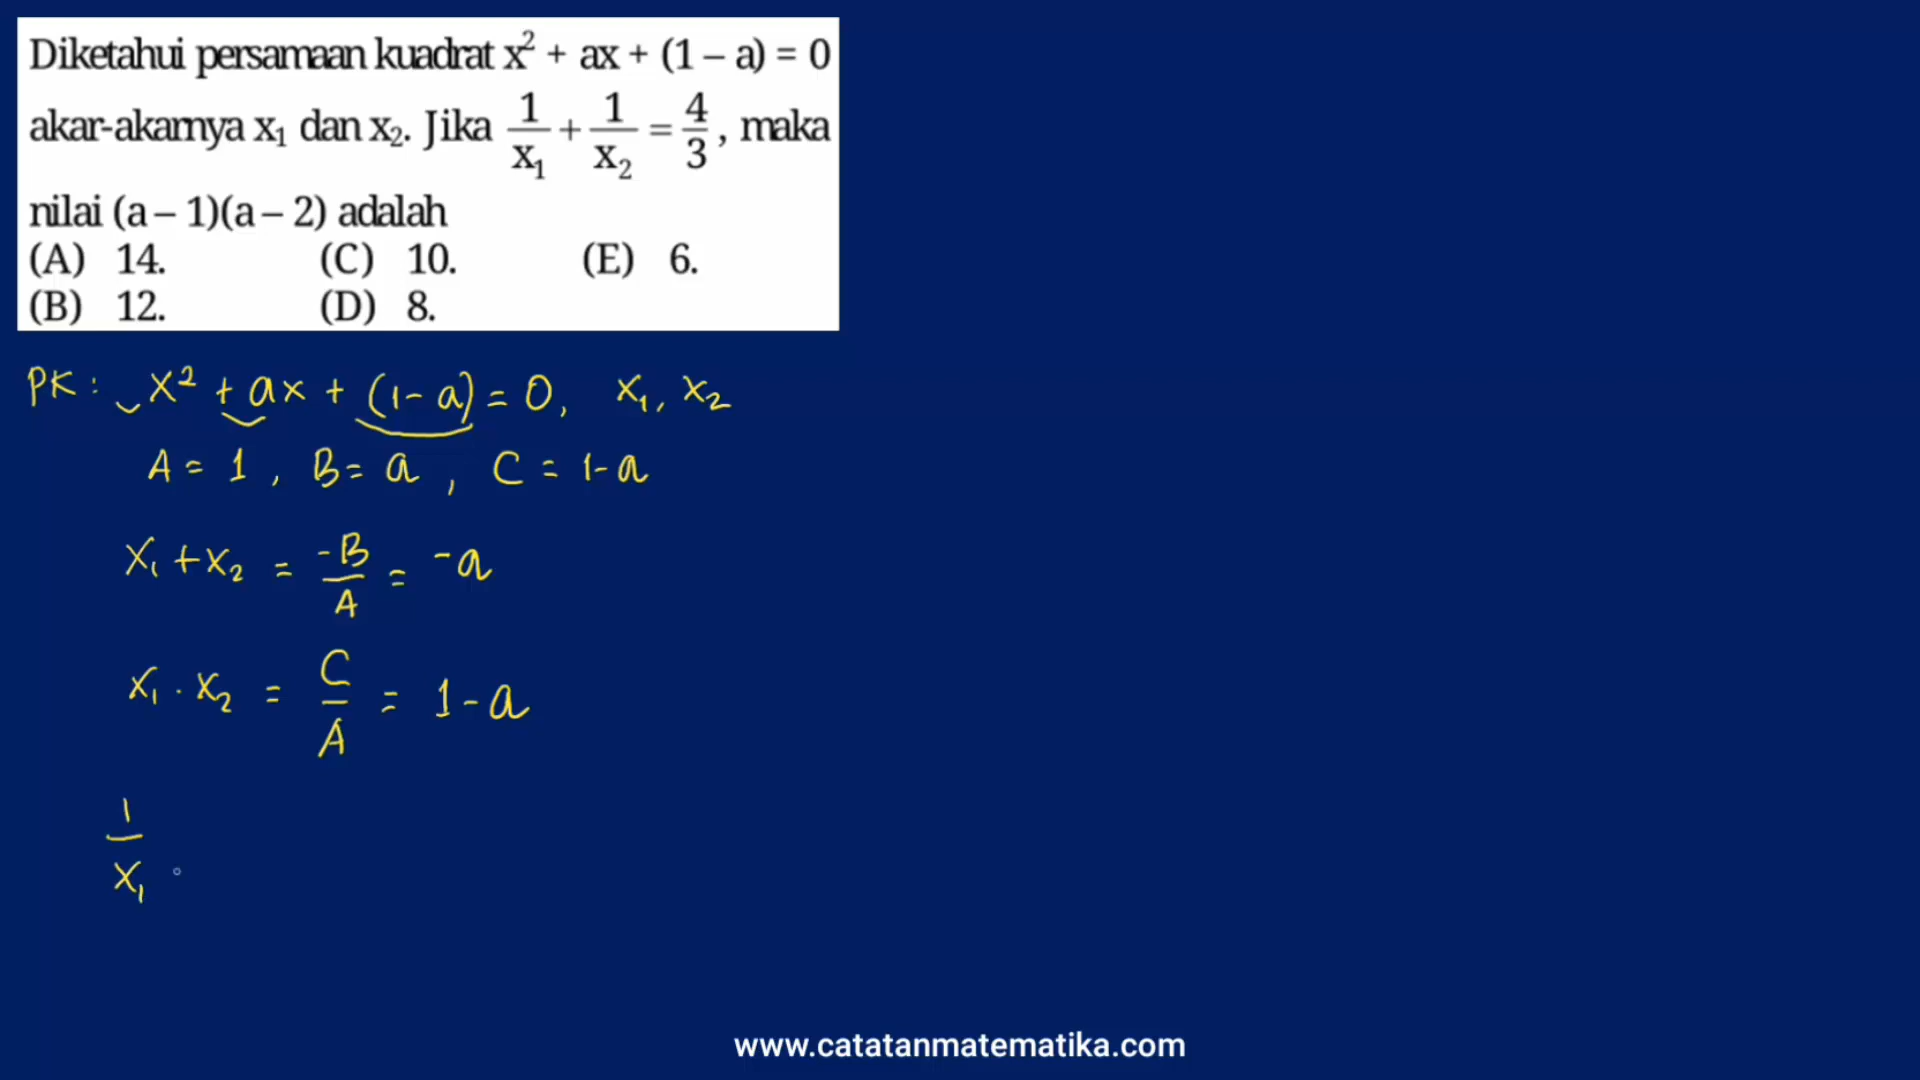 Diketahui persamaan kuadrat x² + ax + (1 – a) = 0
akar-akarnya x₁ dan x₂. Jika 1/x₁ + 1/x₂ = 4/3, maka
nilai (a – 1)(a – 2) adalah
(A) 14. (C) 10. (E) 6.
(B) 12. (D) 8.
PK: x² + ax + (1-a) = 0, x₁, x₂
A = 1, B = a, C = 1-a
x₁ + x₂ = -B/A = -a
x₁ . x₂ = C/A = 1-a
1/x₁
www.catatanmatematika.com